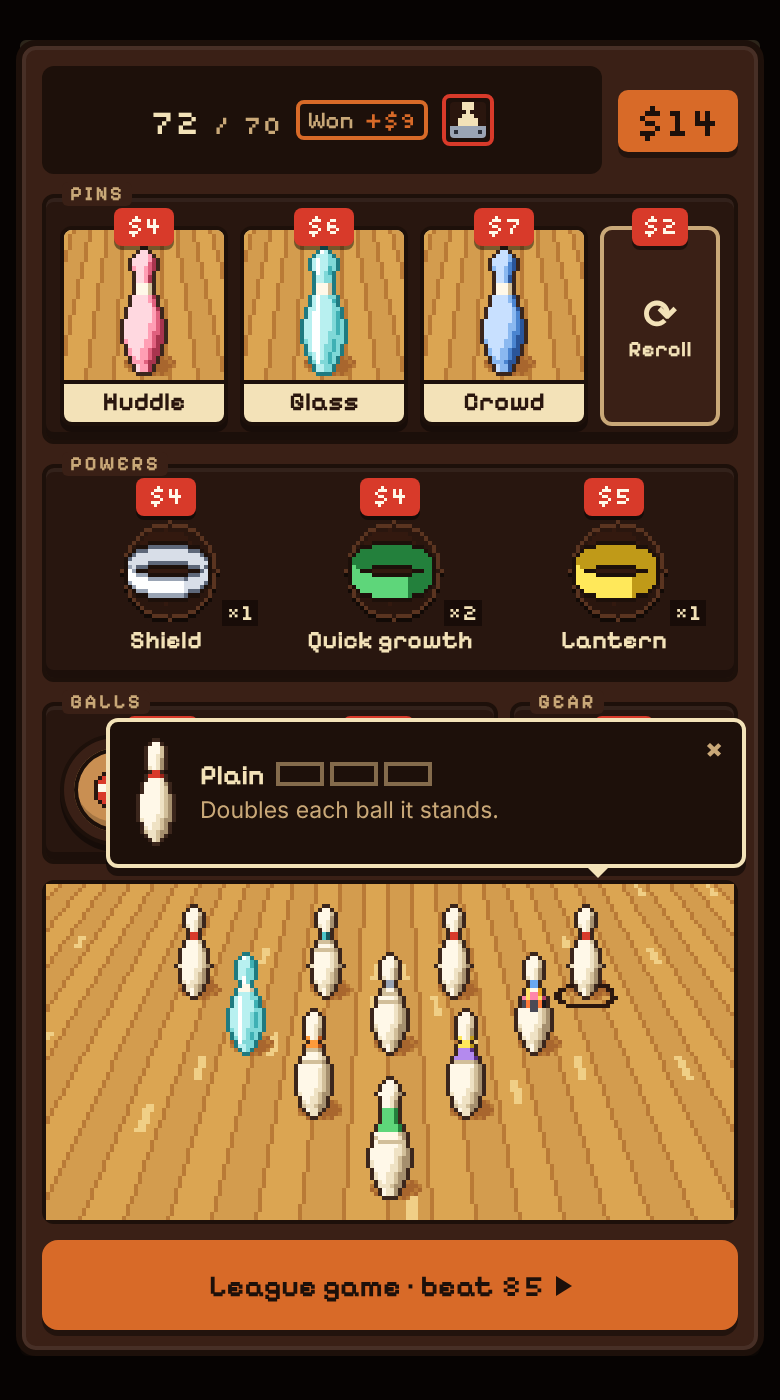 72 / 70 Won +$9
$14
PINS
$4 $6 $7 $2
Huddle Glass Crowd ⟳ Reroll
POWERS
$4 $4 $5
×1 ×2 ×1
Shield Quick growth Lantern
BALLS GEAR
Plain ×
Doubles each ball it stands.
League game · beat 85 ▶